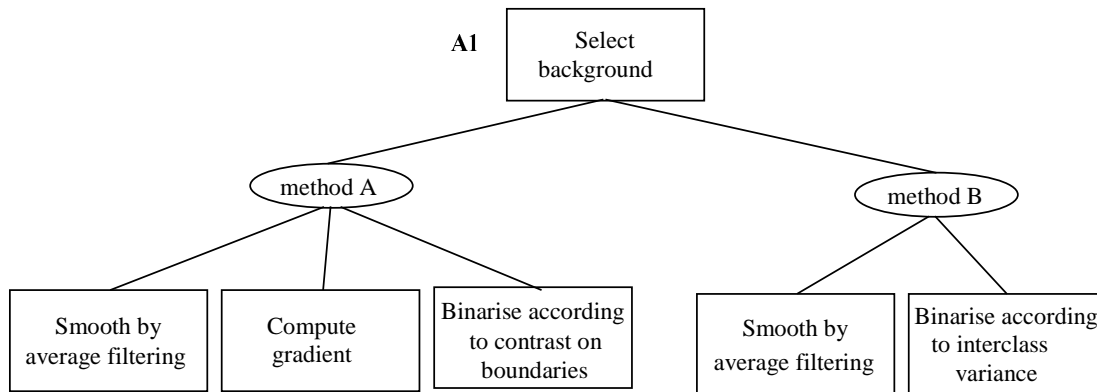 A1
Select
background
method A
method B
Smooth by
average filtering
Compute
gradient
Binarise according
to contrast on
boundaries
Smooth by
average filtering
Binarise according
to interclass
variance